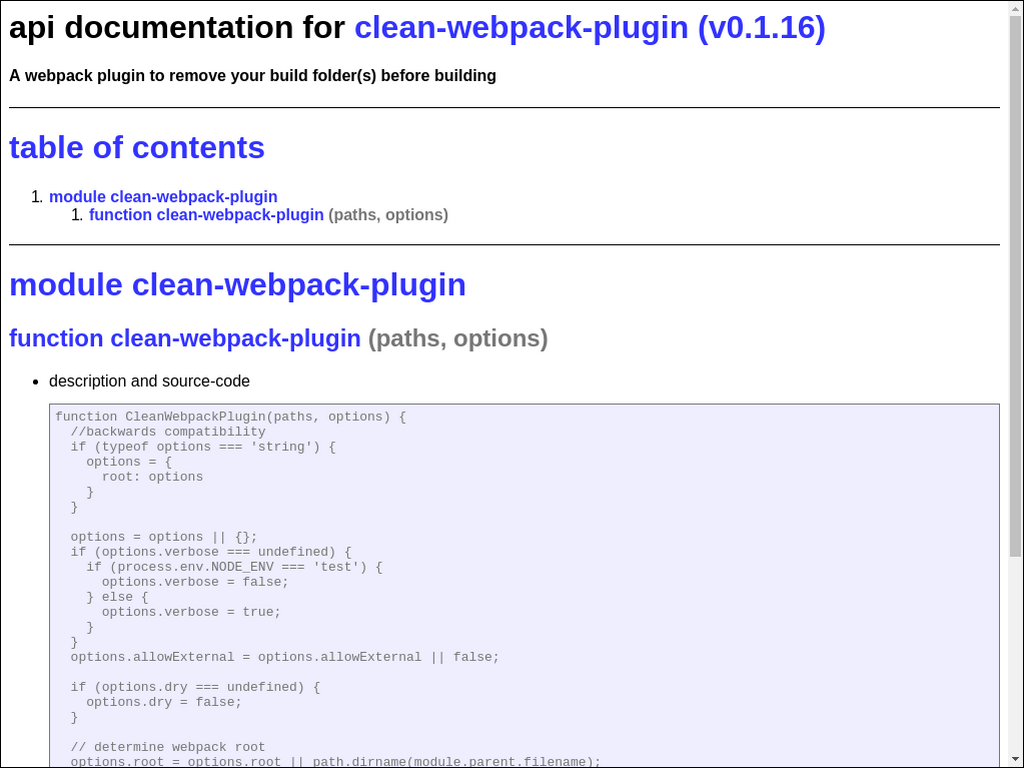 api documentation for clean-webpack-plugin (v0.1.16)
A webpack plugin to remove your build folder(s) before building
table of contents
1. module clean-webpack-plugin
1. function clean-webpack-plugin (paths, options)
module clean-webpack-plugin
function clean-webpack-plugin (paths, options)
• description and source-code
function CleanWebpackPlugin(paths, options) {
  //backwards compatibility
  if (typeof options === 'string') {
    options = {
      root: options
    }
  }

  options = options || {};
  if (options.verbose === undefined) {
    if (process.env.NODE_ENV === 'test') {
      options.verbose = false;
    } else {
      options.verbose = true;
    }
  }
  options.allowExternal = options.allowExternal || false;

  if (options.dry === undefined) {
    options.dry = false;
  }

  // determine webpack root
  options.root = options.root || path.dirname(module.parent.filename);